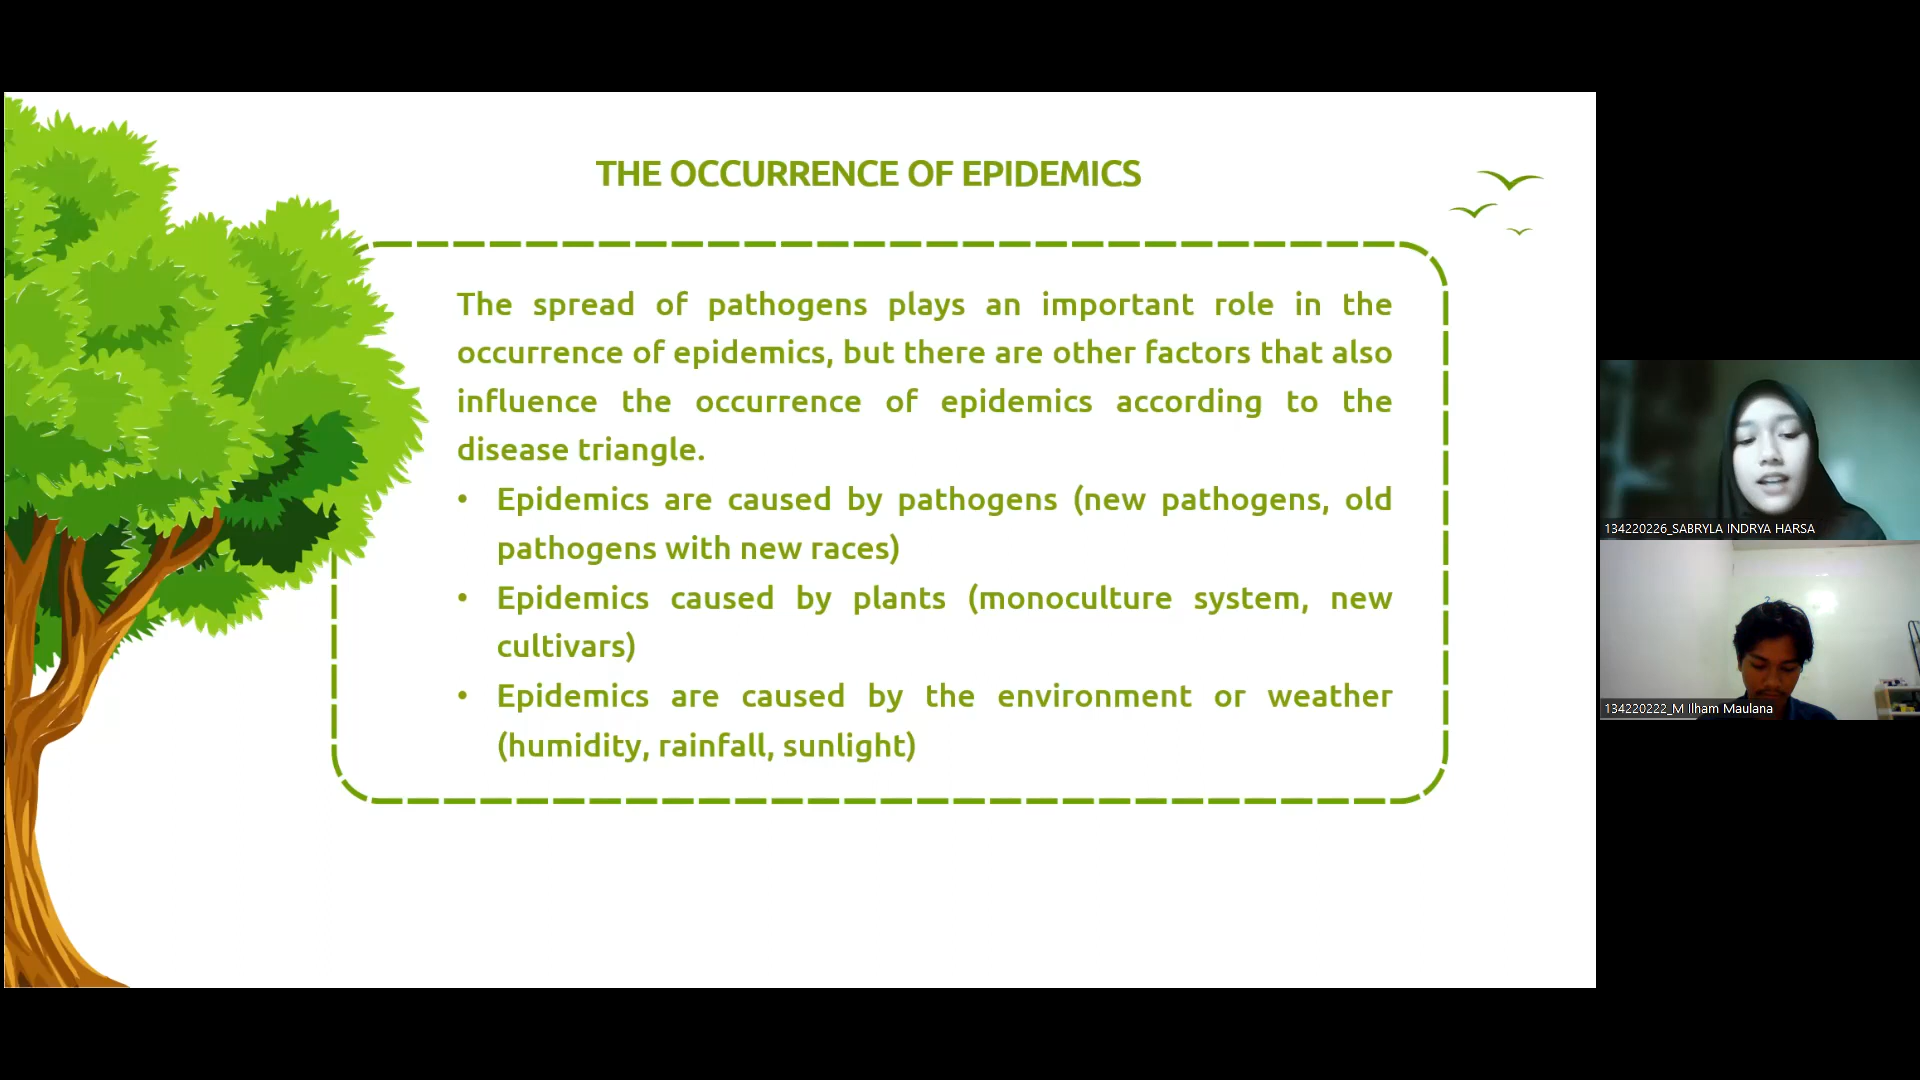 THE OCCURRENCE OF EPIDEMICS
The spread of pathogens plays an important role in the
occurrence of epidemics, but there are other factors that also
influence the occurrence of epidemics according to the
disease triangle.
• Epidemics are caused by pathogens (new pathogens, old
pathogens with new races)
• Epidemics caused by plants (monoculture system, new
cultivars)
• Epidemics are caused by the environment or weather
(humidity, rainfall, sunlight)
134220226_SABRYLA INDRYA HARSA
134220222_M Ilham Maulana